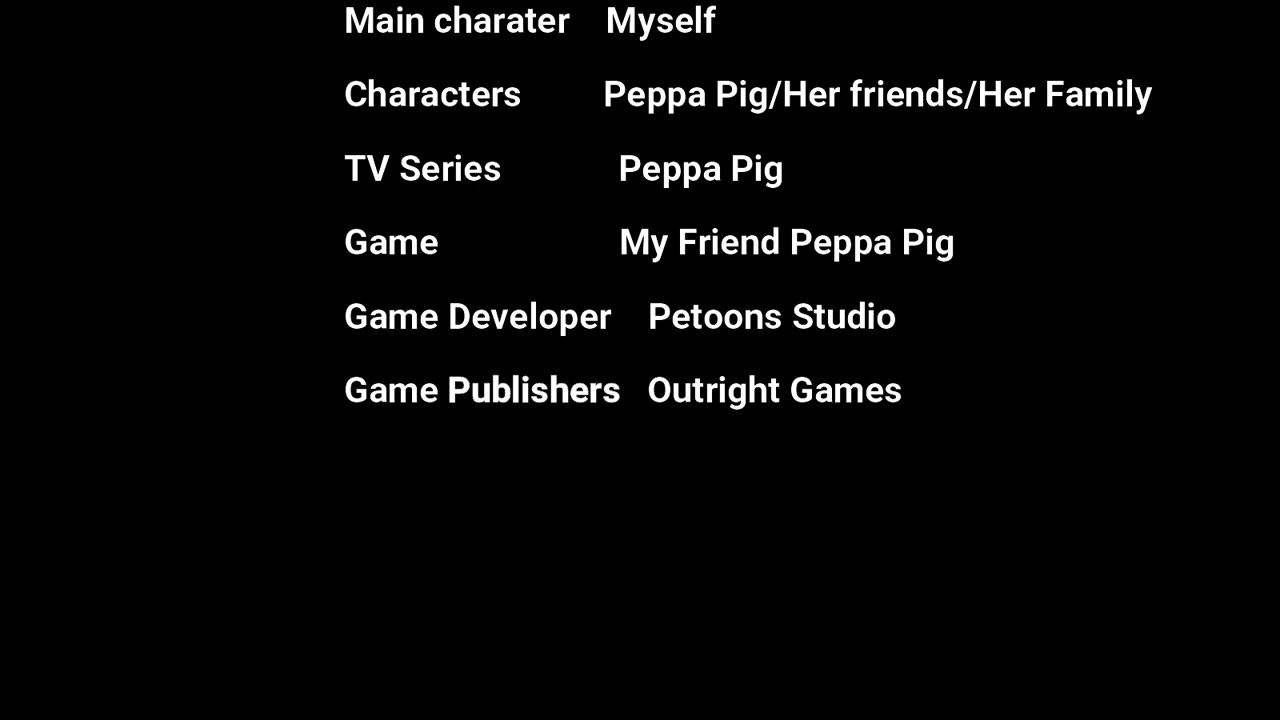 Main charater Myself
Characters Peppa Pig/Her friends/Her Family
TV Series Peppa Pig
Game My Friend Peppa Pig
Game Developer Petoons Studio
Game Publishers Outright Games